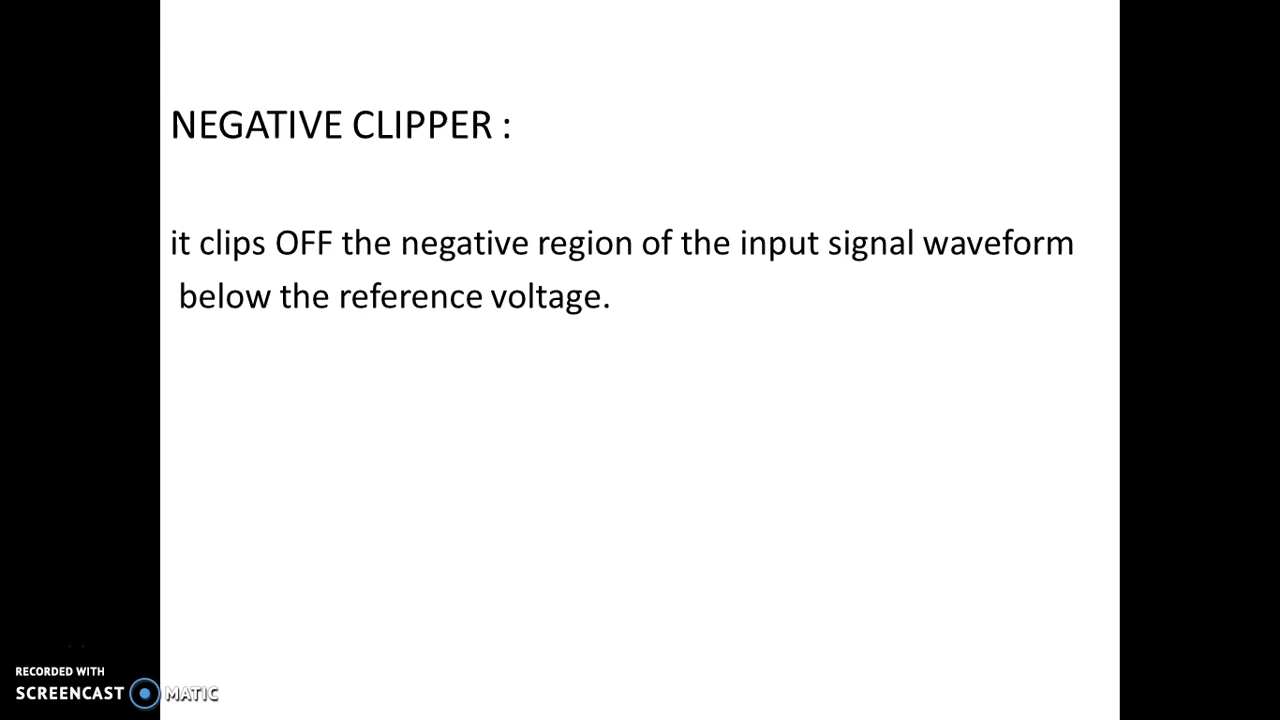 NEGATIVE CLIPPER :
it clips OFF the negative region of the input signal waveform
below the reference voltage.
RECORDED WITH
SCREENCAST MATIC